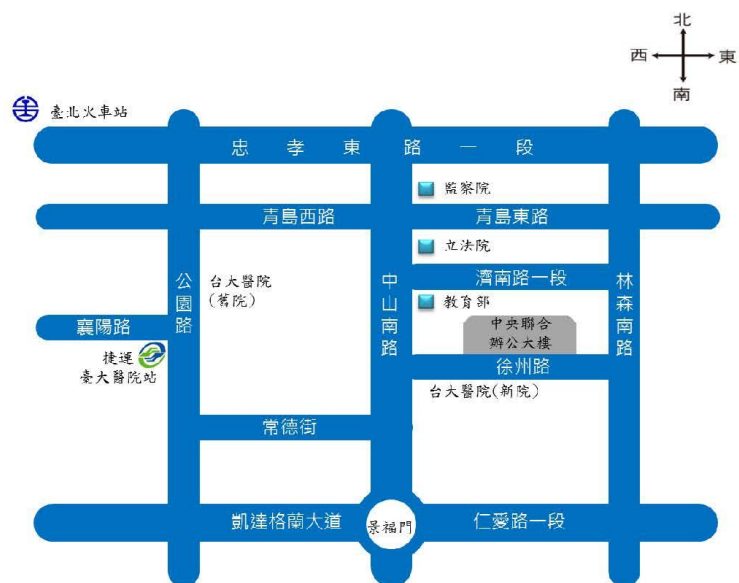 北
西
東
南
臺北火車站
忠孝東路一段
監察院
青島西路
青島東路
立法院
公園路
台大醫院
(舊院)
中山南路
濟南路一段
林森南路
教育部
襄陽路
中央聯合
辦公大樓
捷運
臺大醫院站
徐州路
台大醫院(新院)
常德街
凱達格蘭大道
景福門
仁愛路一段